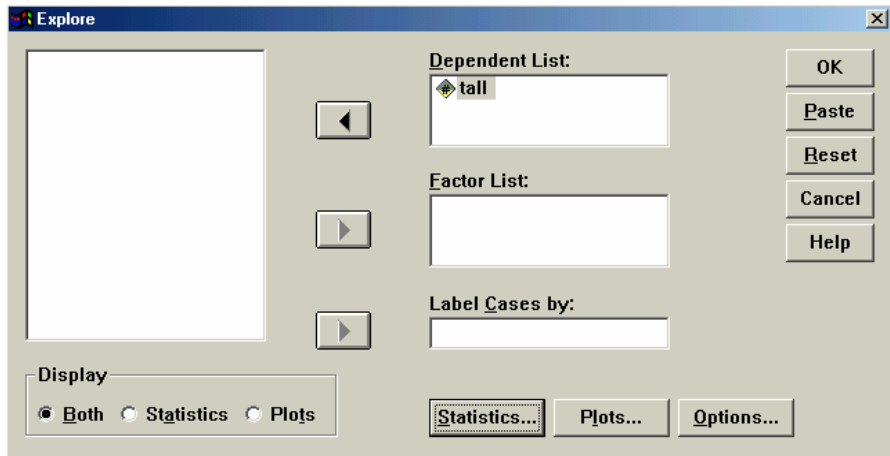 Explore
Dependent List:
tall
Factor List:
Label Cases by:
Display
Both Statistics Plots
Statistics... Plots... Options...
OK
Paste
Reset
Cancel
Help